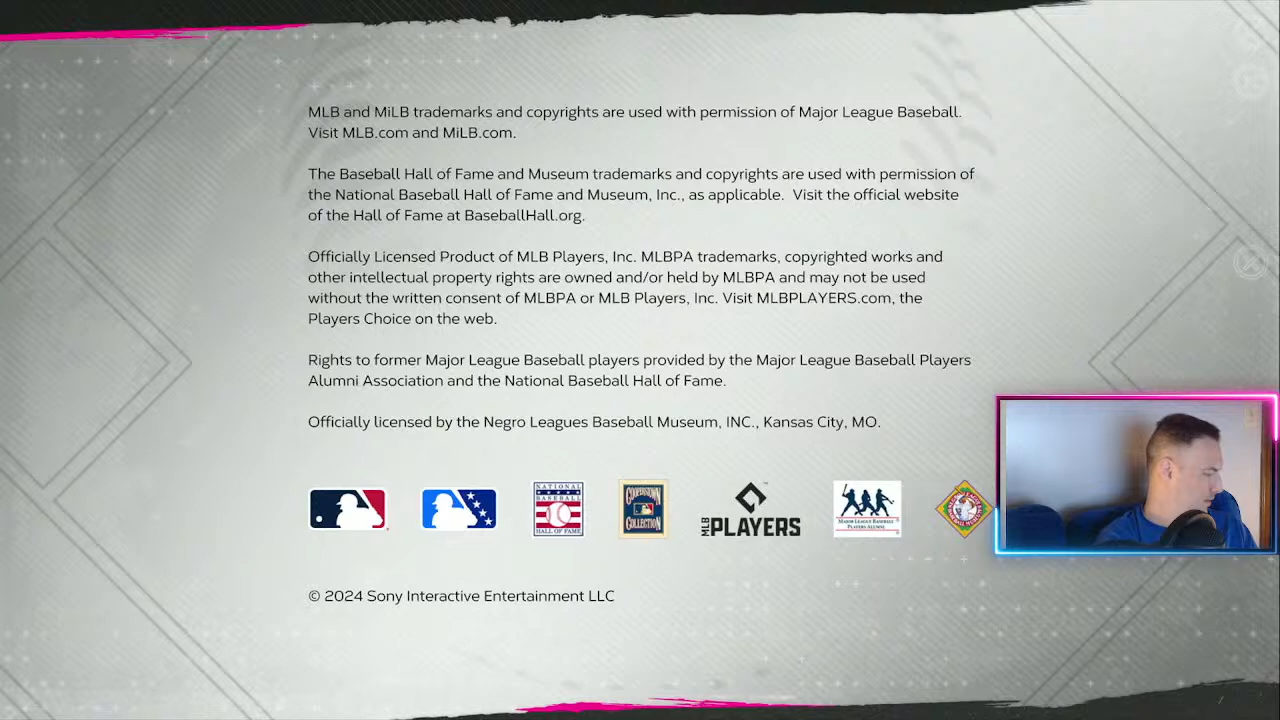 MLB and MiLB trademarks and copyrights are used with permission of Major League Baseball.
Visit MLB.com and MiLB.com.
The Baseball Hall of Fame and Museum trademarks and copyrights are used with permission of
the National Baseball Hall of Fame and Museum, Inc., as applicable.  Visit the official website
of the Hall of Fame at BaseballHall.org.
Officially Licensed Product of MLB Players, Inc. MLBPA trademarks, copyrighted works and
other intellectual property rights are owned and/or held by MLBPA and may not be used
without the written consent of MLBPA or MLB Players, Inc. Visit MLBPLAYERS.com, the
Players Choice on the web.
Rights to former Major League Baseball players provided by the Major League Baseball Players
Alumni Association and the National Baseball Hall of Fame.
Officially licensed by the Negro Leagues Baseball Museum, INC., Kansas City, MO.
NATIONAL
BASEBALL
HALL OF FAME
COOPERSTOWN
COLLECTION
MLB PLAYERS
MAJOR LEAGUE BASEBALL
PLAYERS ALUMNI
© 2024 Sony Interactive Entertainment LLC